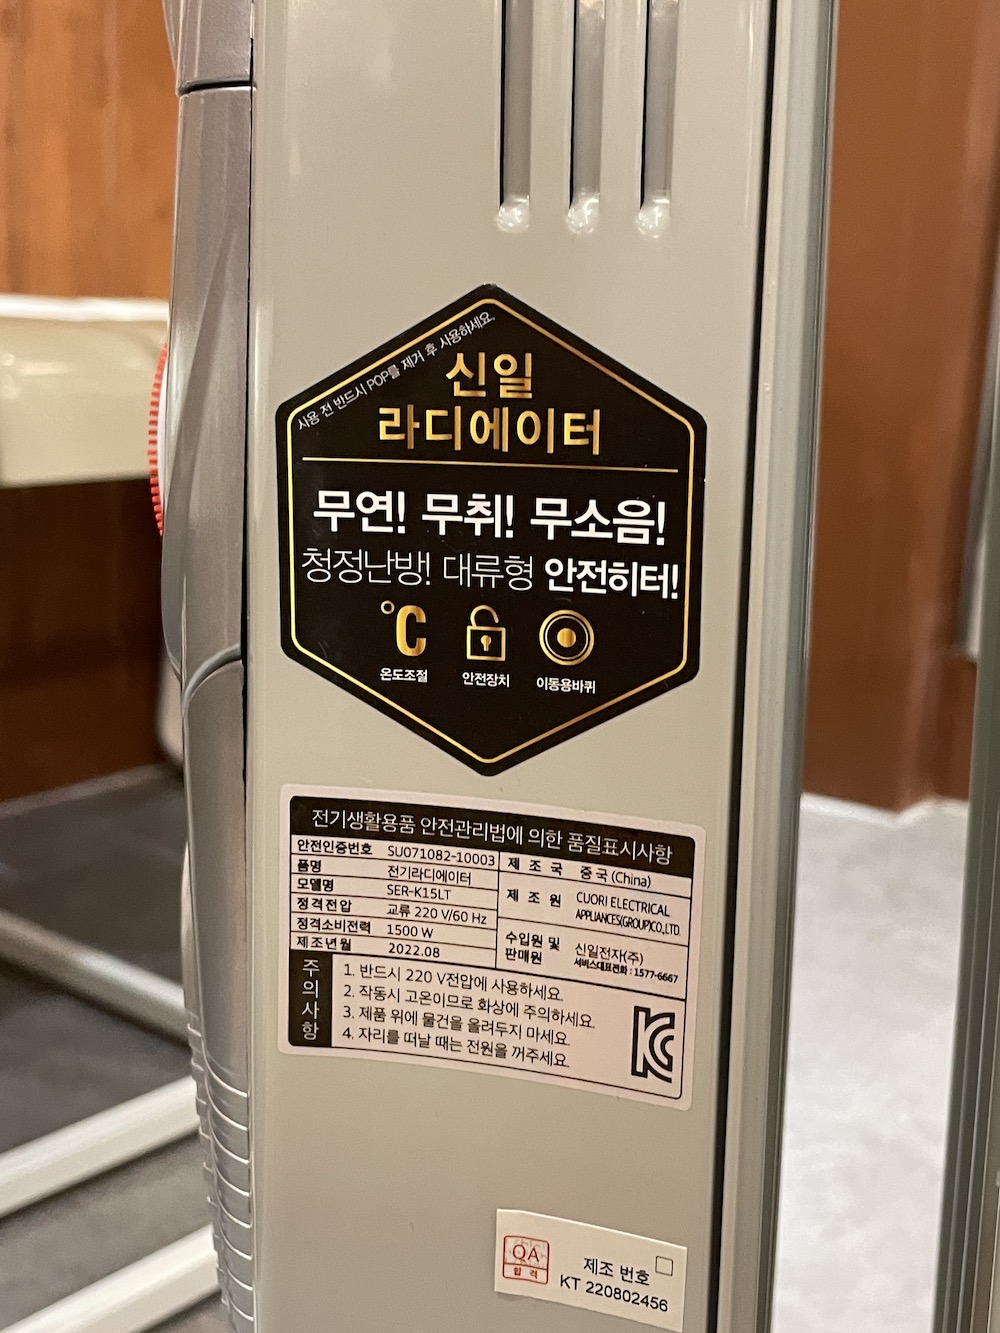 사용 전 반드시 POP를 제거 후 사용하세요.
신일
라디에이터
무연! 무취! 무소음!
청정난방! 대류형 안전히터!
°C
온도조절 안전장치 이동용바퀴
전기생활용품 안전관리법에 의한 품질표시사항
안전인증번호 SU071082-10003
품명 전기라디에이터
모델명 SER-K15LT
정격전압 교류 220 V/60 Hz
정격소비전력 1500 W
제조년월 2022.08
제 조 국 중국(China)
제 조 원 CUORI ELECTRICAL
APPLIANCES(GROUP)CO.,LTD
수입원 및
판매원
신일전자(주)
서비스대표전화 : 1577-6667
주의사항
1. 반드시 220 V전압에 사용하세요.
2. 작동시 고온이므로 화상에 주의하세요.
3. 제품 위에 물건을 올려두지 마세요.
4. 자리를 떠날 때는 전원을 꺼주세요.
KC
QA
합격
제조 번호
KT 220802456